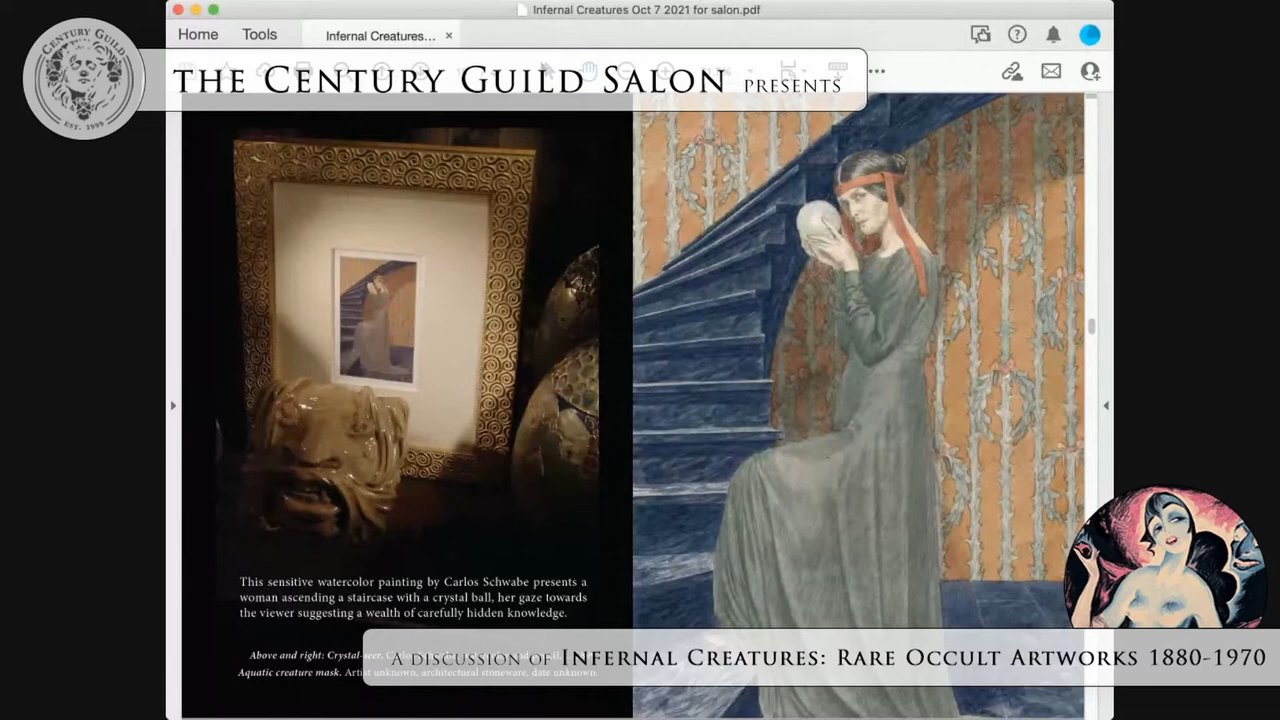 Infernal Creatures Oct 7 2021 for salon.pdf
Home Tools Infernal Creatures... ×
CENTURY GUILD
EST. 1999
THE CENTURY GUILD SALON PRESENTS
This sensitive watercolor painting by Carlos Schwabe presents a
woman ascending a staircase with a crystal ball, her gaze towards
the viewer suggesting a wealth of carefully hidden knowledge.
Above and right: Crystal-seer.
Aquatic creature mask. Artist unknown, architectural stoneware, date unknown.
A DISCUSSION OF INFERNAL CREATURES: RARE OCCULT ARTWORKS 1880-1970